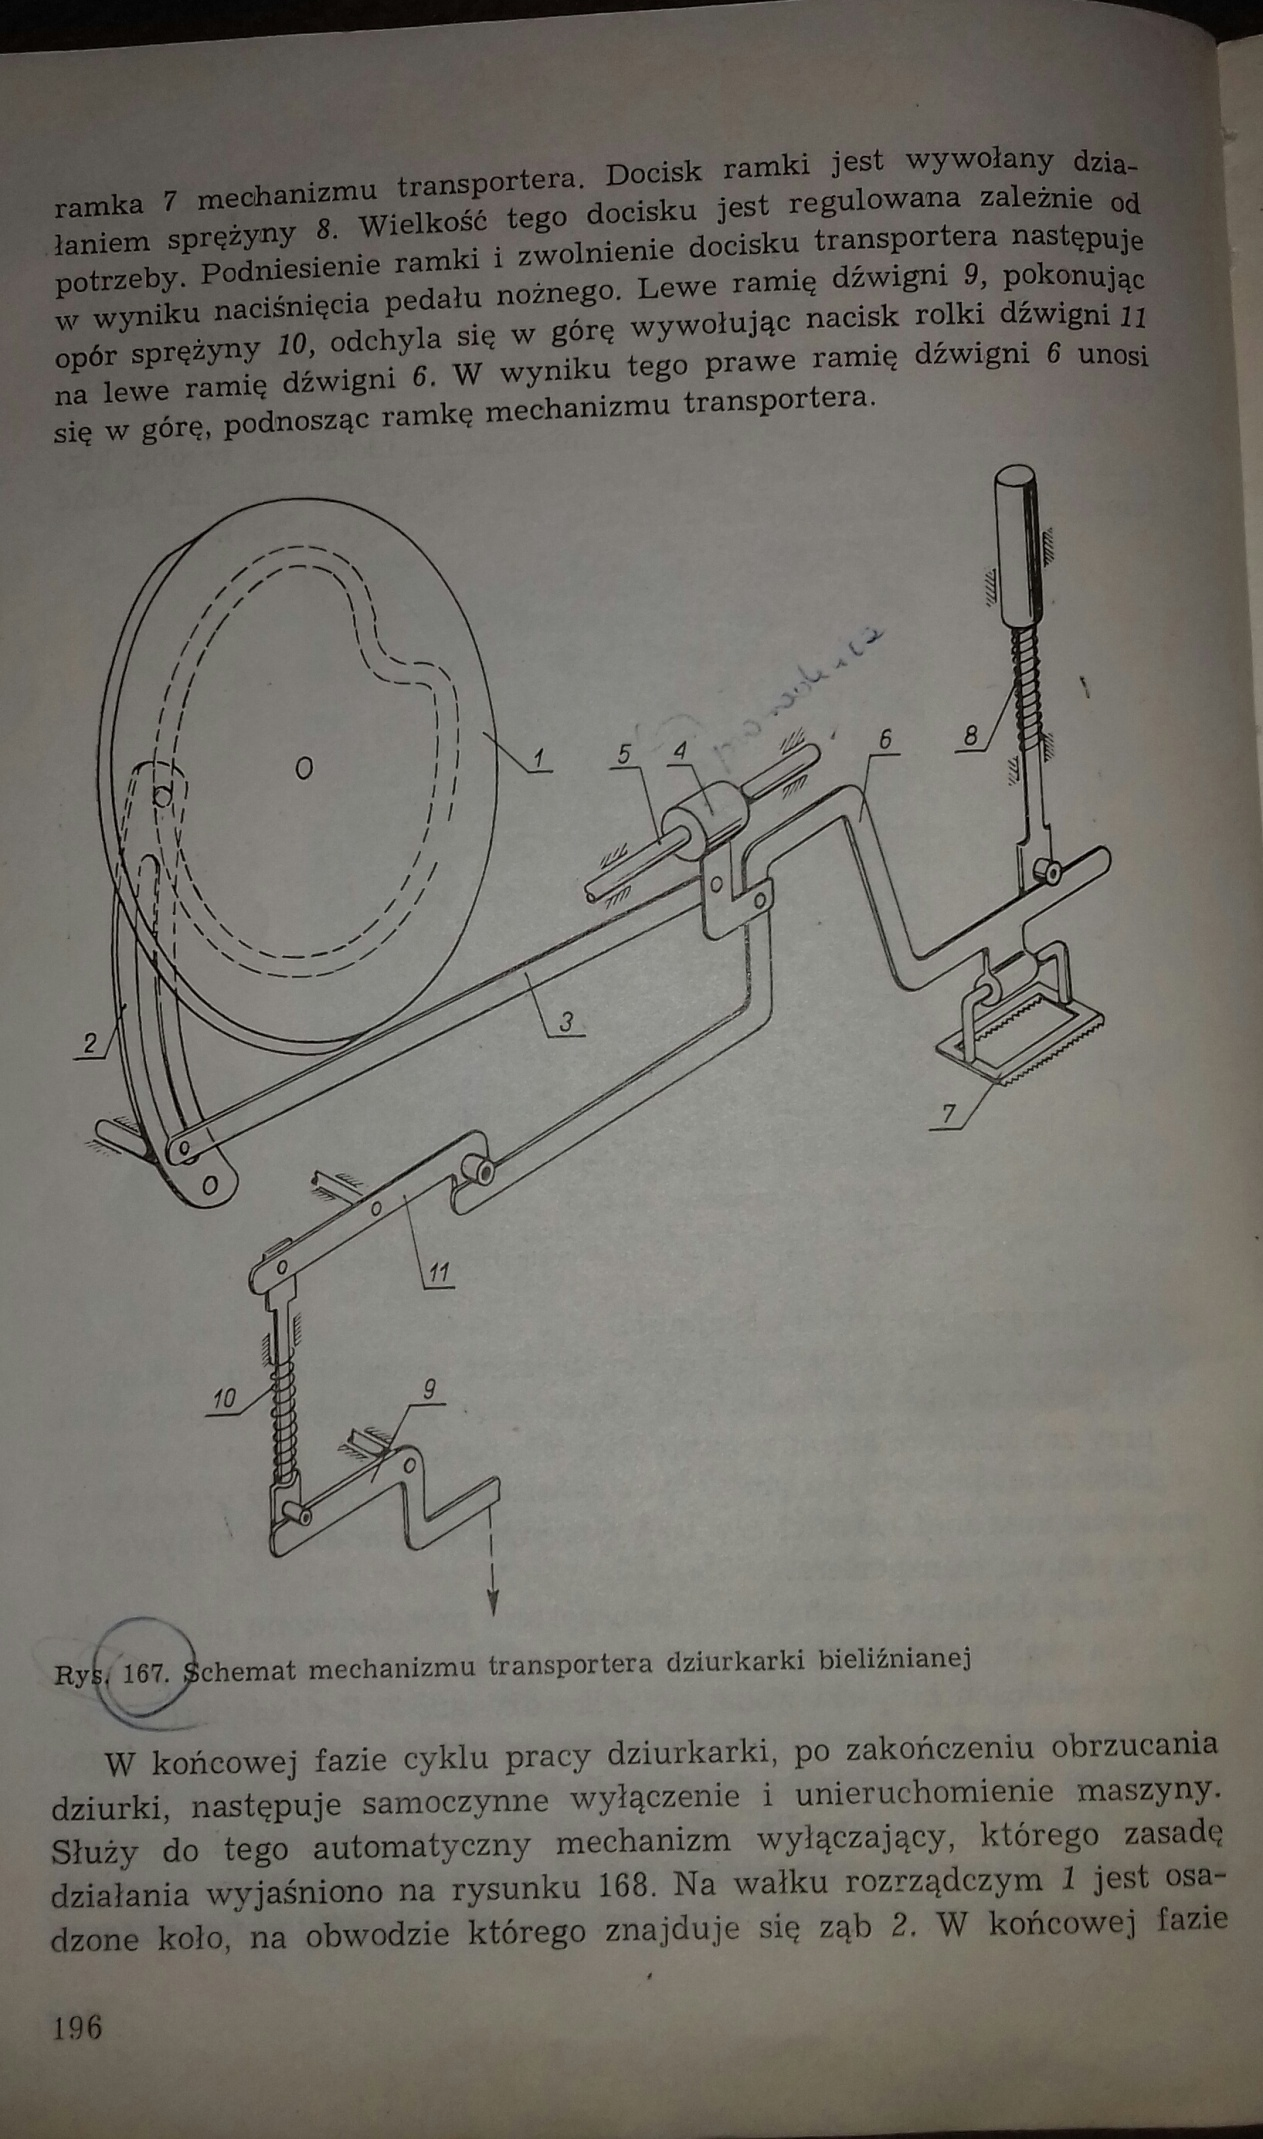 ramka 7 mechanizmu transportera. Docisk ramki jest wywołany dzia-
łaniem sprężyny 8. Wielkość tego docisku jest regulowana zależnie od
potrzeby. Podniesienie ramki i zwolnienie docisku transportera następuje
w wyniku naciśnięcia pedału nożnego. Lewe ramię dźwigni 9, pokonując
opór sprężyny 10, odchyla się w górę wywołując nacisk rolki dźwigni 11
na lewe ramię dźwigni 6. W wyniku tego prawe ramię dźwigni 6 unosi
się w górę, podnosząc ramkę mechanizmu transportera.
1
5 4 6 8
2
3
7
11
10
9
Rys. 167. Schemat mechanizmu transportera dziurkarki bieliźnianej
W końcowej fazie cyklu pracy dziurkarki, po zakończeniu obrzucania
dziurki, następuje samoczynne wyłączenie i unieruchomienie maszyny.
Służy do tego automatyczny mechanizm wyłączający, którego zasadę
działania wyjaśniono na rysunku 168. Na wałku rozrządczym 1 jest osa-
dzone koło, na obwodzie którego znajduje się ząb 2. W końcowej fazie
196